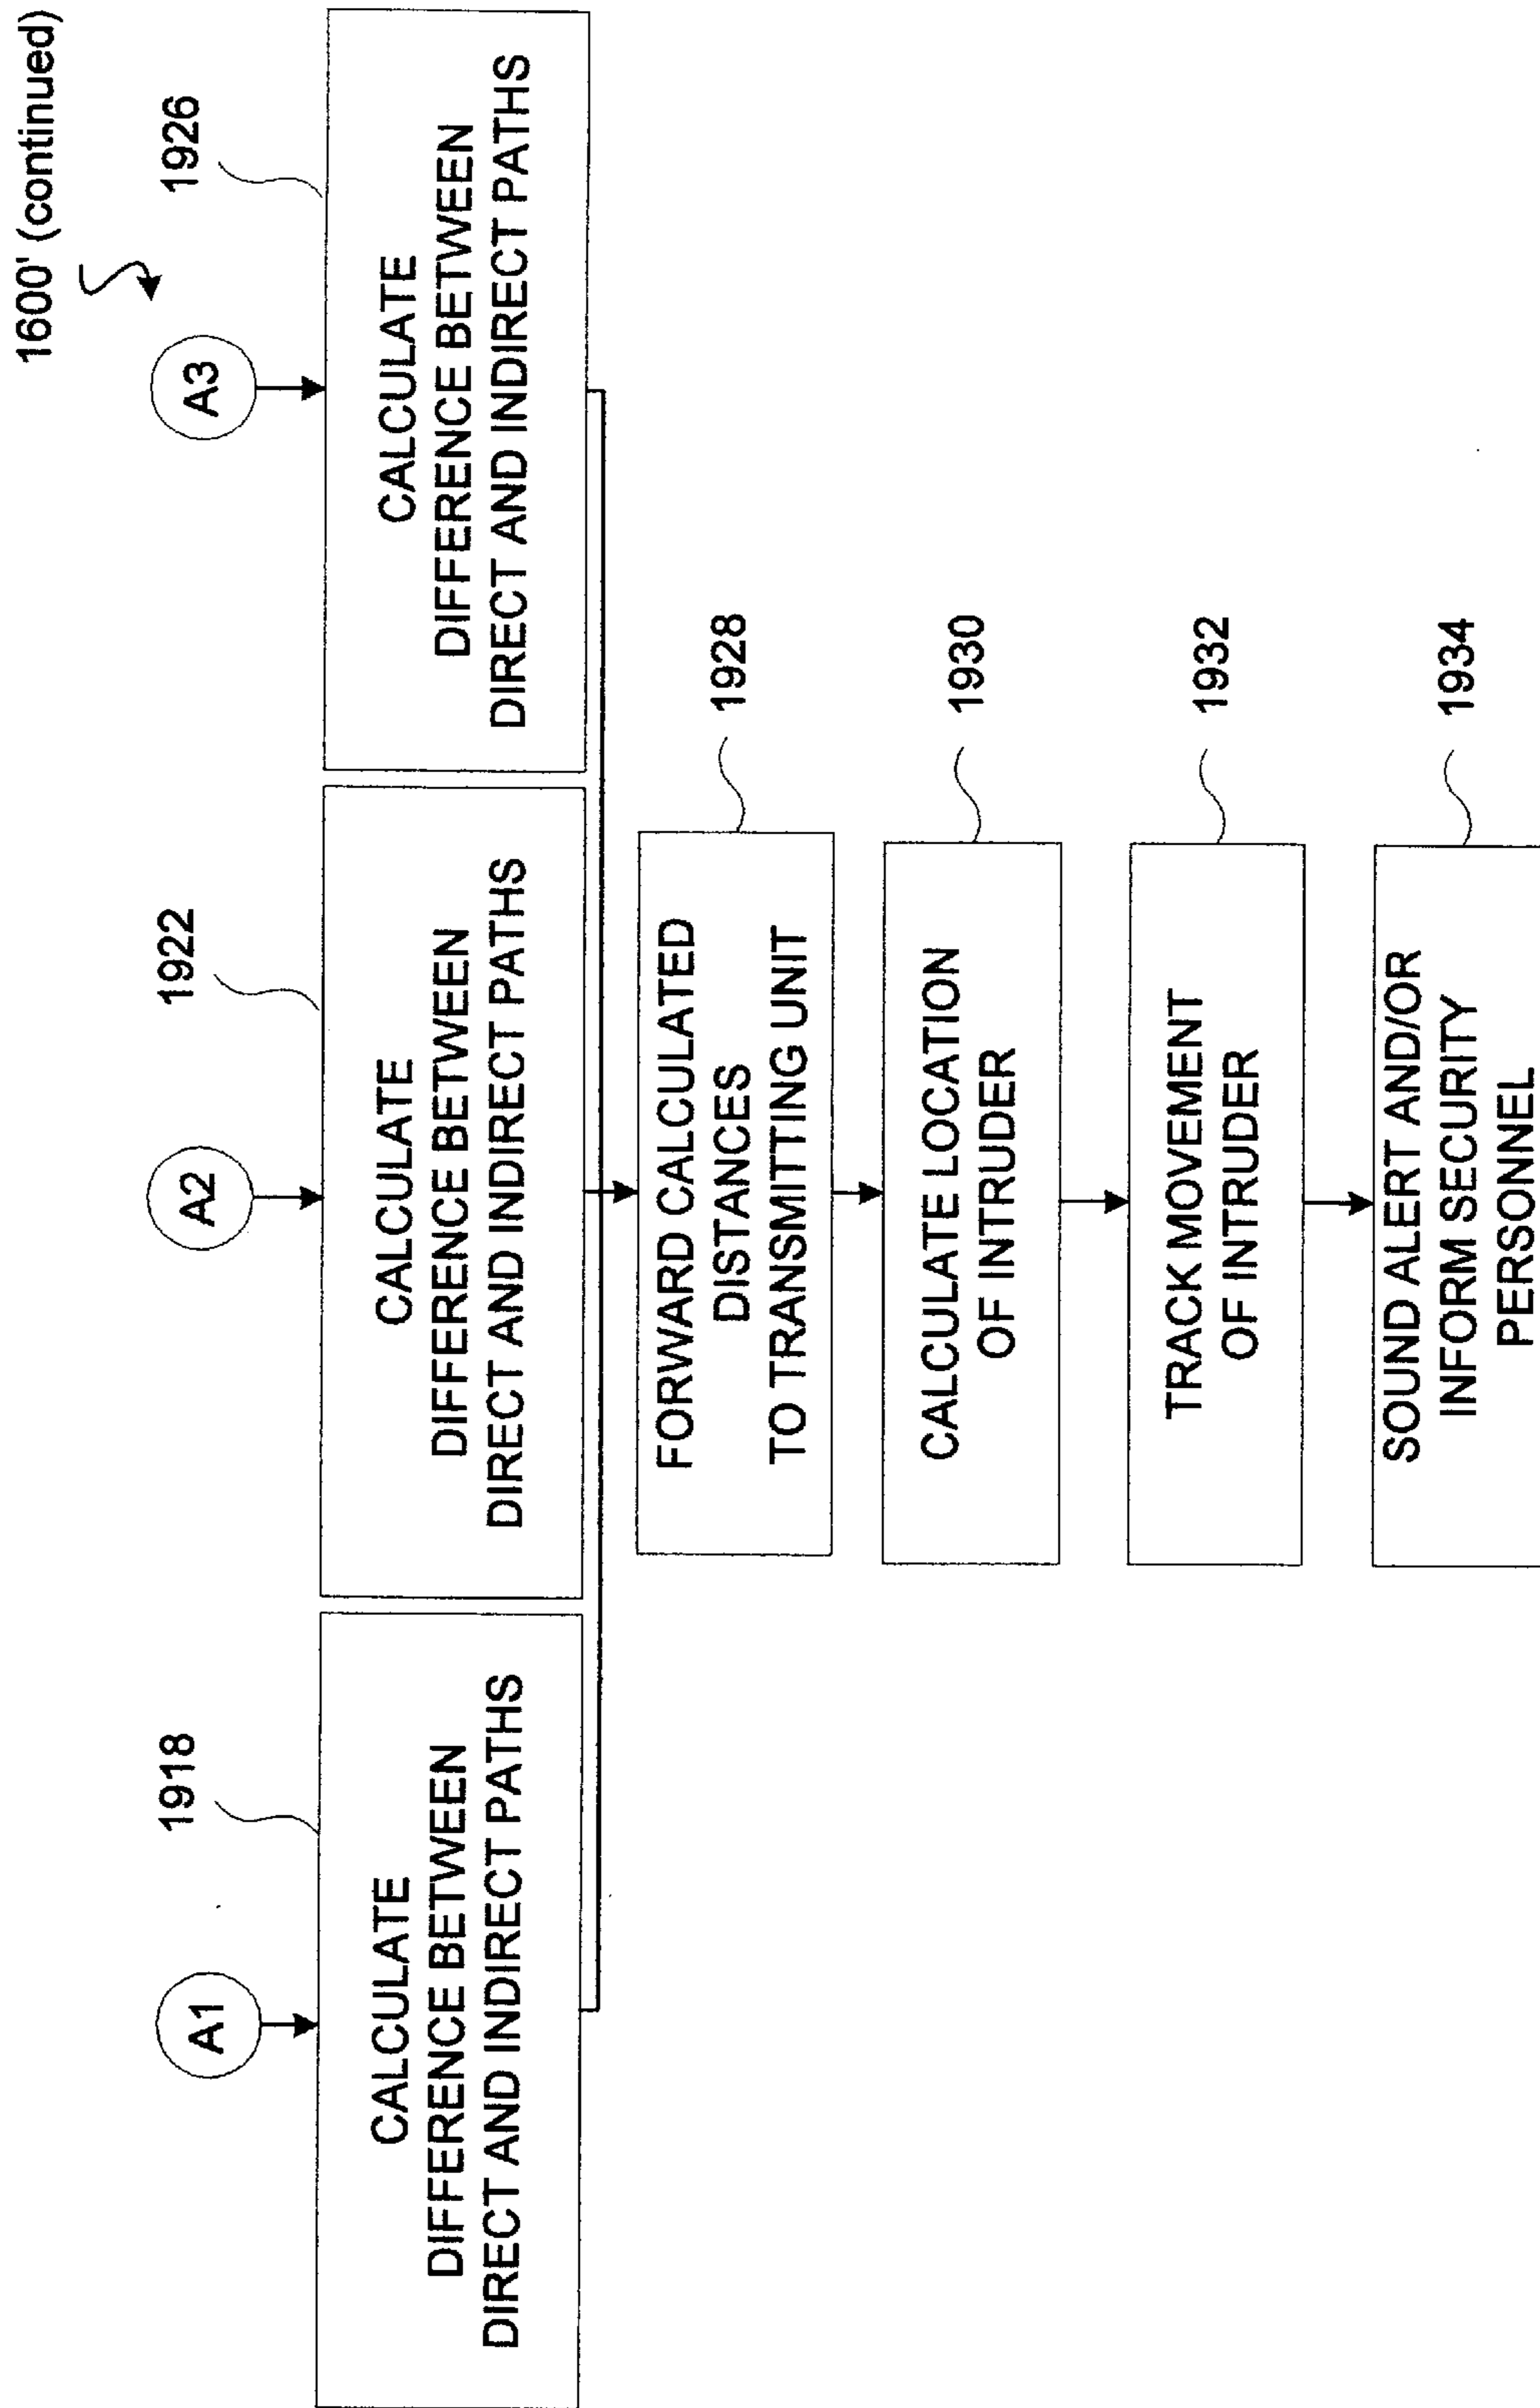 1600' (continued)
A1
A2
A3
1918
1922
1926
CALCULATE
DIFFERENCE BETWEEN
DIRECT AND INDIRECT PATHS
CALCULATE
DIFFERENCE BETWEEN
DIRECT AND INDIRECT PATHS
CALCULATE
DIFFERENCE BETWEEN
DIRECT AND INDIRECT PATHS
FORWARD CALCULATED
DISTANCES
TO TRANSMITTING UNIT
1928
CALCULATE LOCATION
OF INTRUDER
1930
TRACK MOVEMENT
OF INTRUDER
1932
SOUND ALERT AND/OR
INFORM SECURITY
PERSONNEL
1934